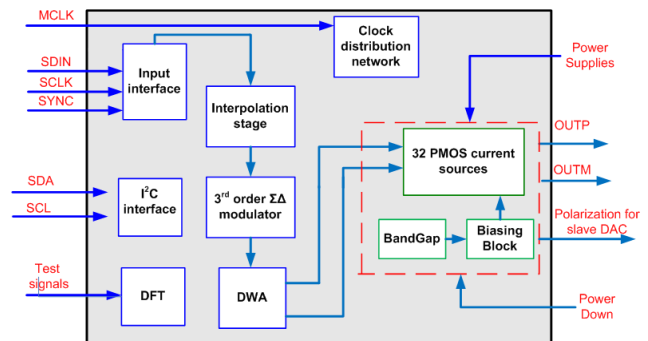 MCLK
Clock
distribution
network
SDIN
SCLK
SYNC
Input
interface
Power
Supplies
Interpolation
stage
32 PMOS current
sources
OUTP
OUTM
SDA
SCL
I²C
interface
3rd order ΣΔ
modulator
BandGap
Biasing
Block
Polarization for
slave DAC
Test
signals
DFT
DWA
Power
Down